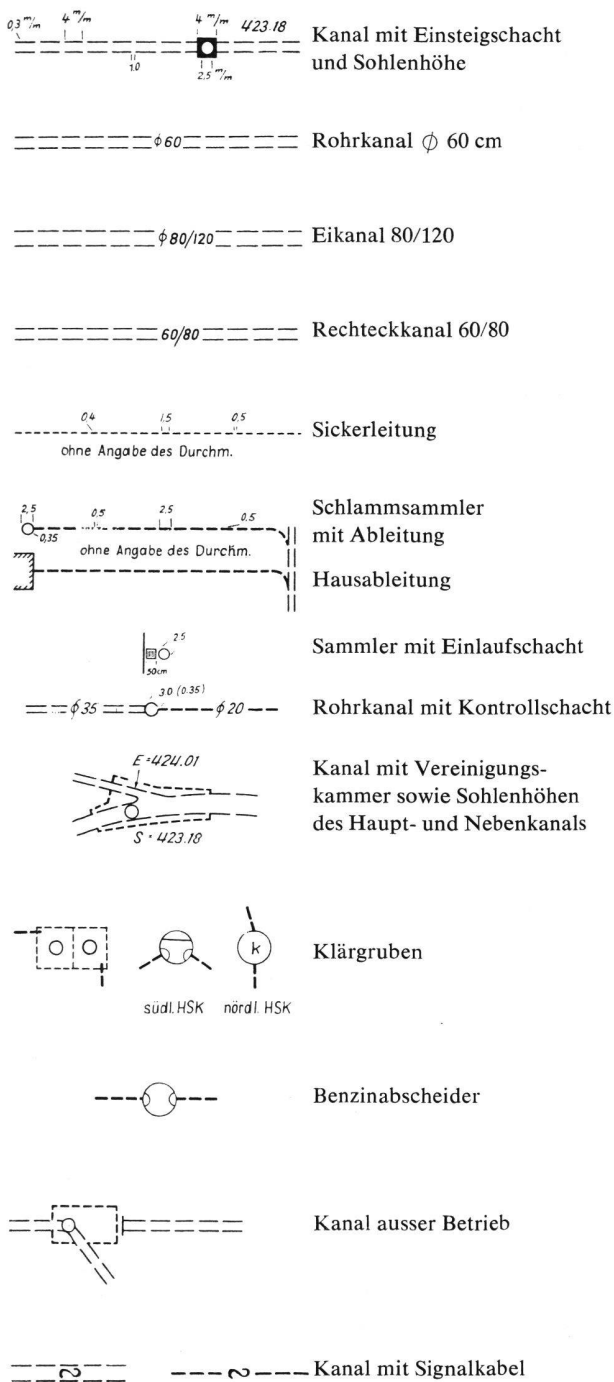 0,3 m/m 4 m/m 4 m/m 423.18
1.0 2,5 m/m
Kanal mit Einsteigschacht
und Sohlenhöhe
ϕ60
Rohrkanal ϕ 60 cm
ϕ80/120
Eikanal 80/120
60/80
Rechteckkanal 60/80
0,4 1,5 0,5
ohne Angabe des Durchm.
Sickerleitung
2,5 0,5 2,5 0,5
0,35
ohne Angabe des Durchm.
Schlammsammler
mit Ableitung
Hausableitung
2.5
50cm
Sammler mit Einlaufschacht
ϕ35 3.0 (0.35) ϕ20
Rohrkanal mit Kontrollschacht
E=424.01
S=423.18
Kanal mit Vereinigungs-
kammer sowie Sohlenhöhen
des Haupt- und Nebenkanals
k
südl. HSK nördl. HSK
Klärgruben
Benzinabscheider
Kanal ausser Betrieb
Kanal mit Signalkabel